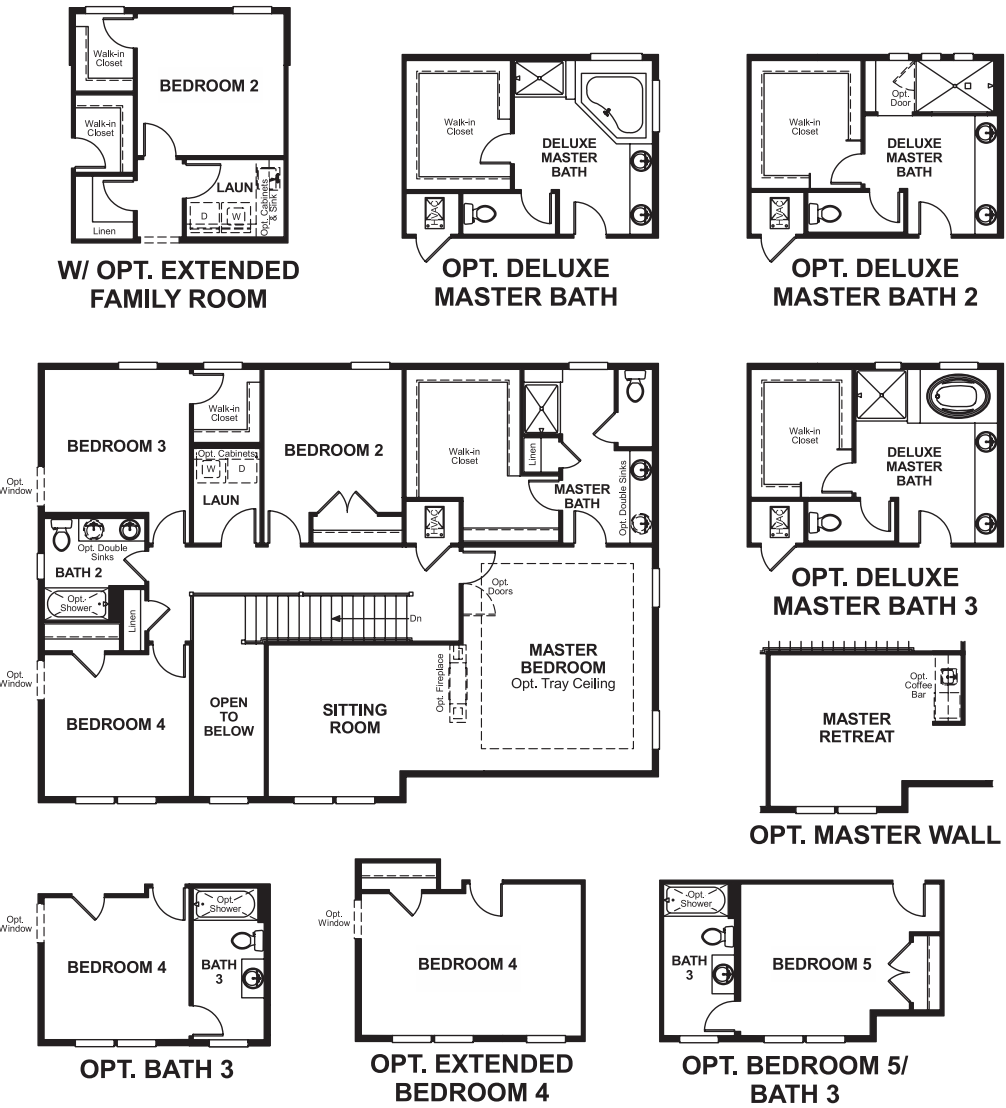 Walk-in
Closet
BEDROOM 2
Walk-in
Closet
LAUN
D
W
Opt. Cabinets
& Sink
Linen
W/ OPT. EXTENDED
FAMILY ROOM
Walk-in
Closet
DELUXE
MASTER
BATH
HVAC
OPT. DELUXE
MASTER BATH
Opt.
Door
Walk-in
Closet
DELUXE
MASTER
BATH
HVAC
OPT. DELUXE
MASTER BATH 2
BEDROOM 3
Walk-in
Closet
Opt. Cabinets
W
D
LAUN
BEDROOM 2
Walk-in
Closet
Linen
MASTER
BATH
Opt. Double Sinks
HVAC
Opt.
Window
Opt. Double
Sinks
BATH 2
Opt.
Shower
Linen
Opt.
Doors
Dn
Opt.
Window
BEDROOM 4
OPEN
TO
BELOW
SITTING
ROOM
Opt. Fireplace
MASTER
BEDROOM
Opt. Tray Ceiling
Walk-in
Closet
DELUXE
MASTER
BATH
HVAC
OPT. DELUXE
MASTER BATH 3
Opt.
Coffee
Bar
MASTER
RETREAT
OPT. MASTER WALL
Opt.
Window
BEDROOM 4
Opt.
Shower
BATH
3
OPT. BATH 3
Opt.
Window
BEDROOM 4
OPT. EXTENDED
BEDROOM 4
Opt.
Shower
BATH
3
BEDROOM 5
OPT. BEDROOM 5/
BATH 3